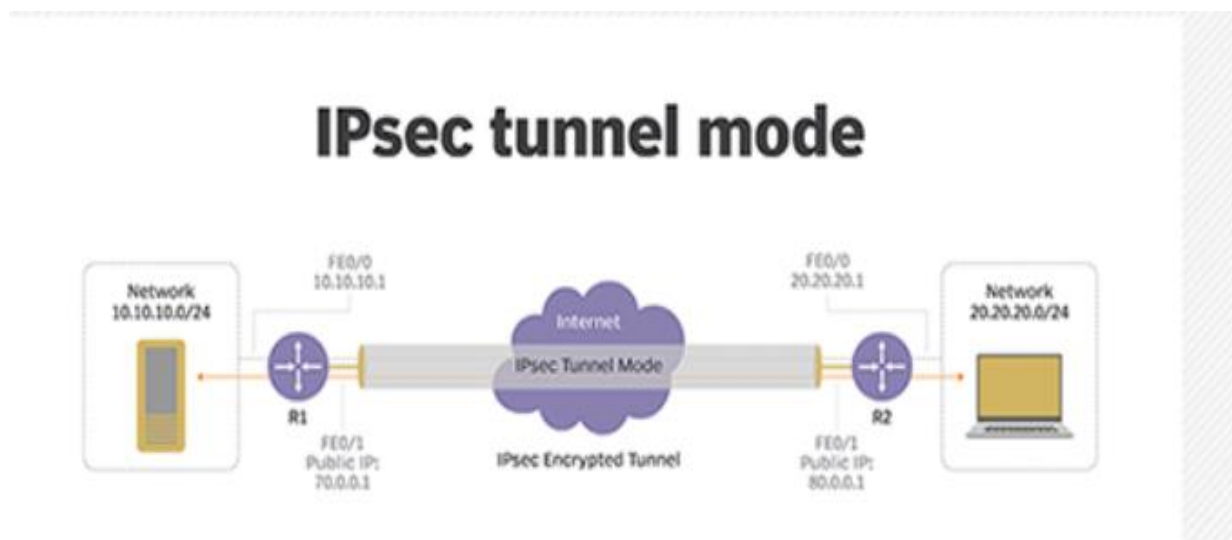 IPsec tunnel mode
FE0/0
10.10.10.1
FE0/0
20.20.20.1
Network
10.10.10.0/24
Internet
Network
20.20.20.0/24
IPsec Tunnel Mode
R1
R2
FE0/1
Public IP:
70.0.0.1
IPsec Encrypted Tunnel
FE0/1
Public IP:
80.0.0.1